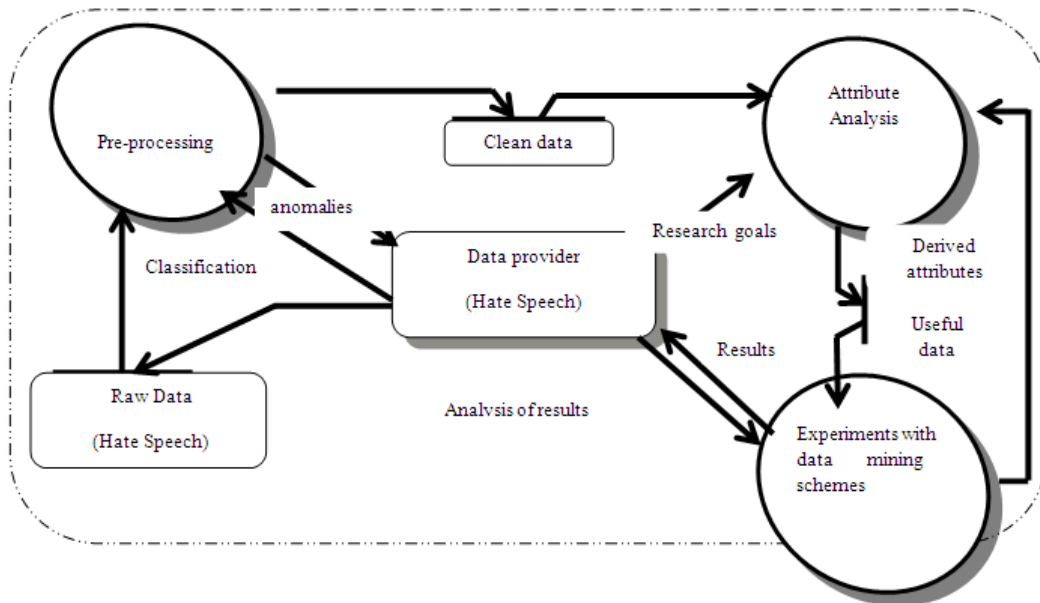 Pre-processing
Clean data
Attribute
Analysis
anomalies
Classification
Data provider
(Hate Speech)
Research goals
Derived
attributes
Useful
data
Results
Raw Data
(Hate Speech)
Analysis of results
Experiments with
data mining
schemes